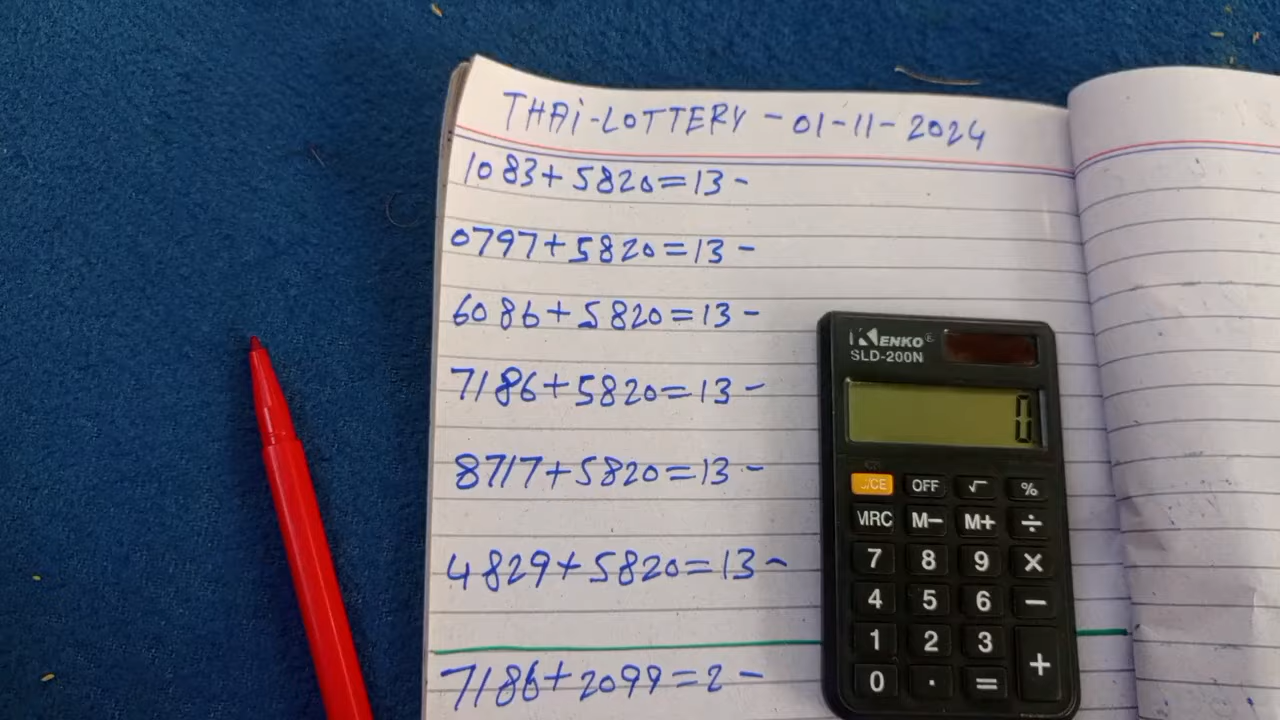 THAi-LOTTERY - 01-11-2024
1083+5820=13-
0797+5820=13-
6086+5820=13-
7186+5820=13-
8717+5820=13-
4829+5820=13-
7186+2099=2-
KENKO
SLD-200N
0
OFF √ %
M- M+ ÷
7 8 9 ×
4 5 6 -
1 2 3
0 . = +